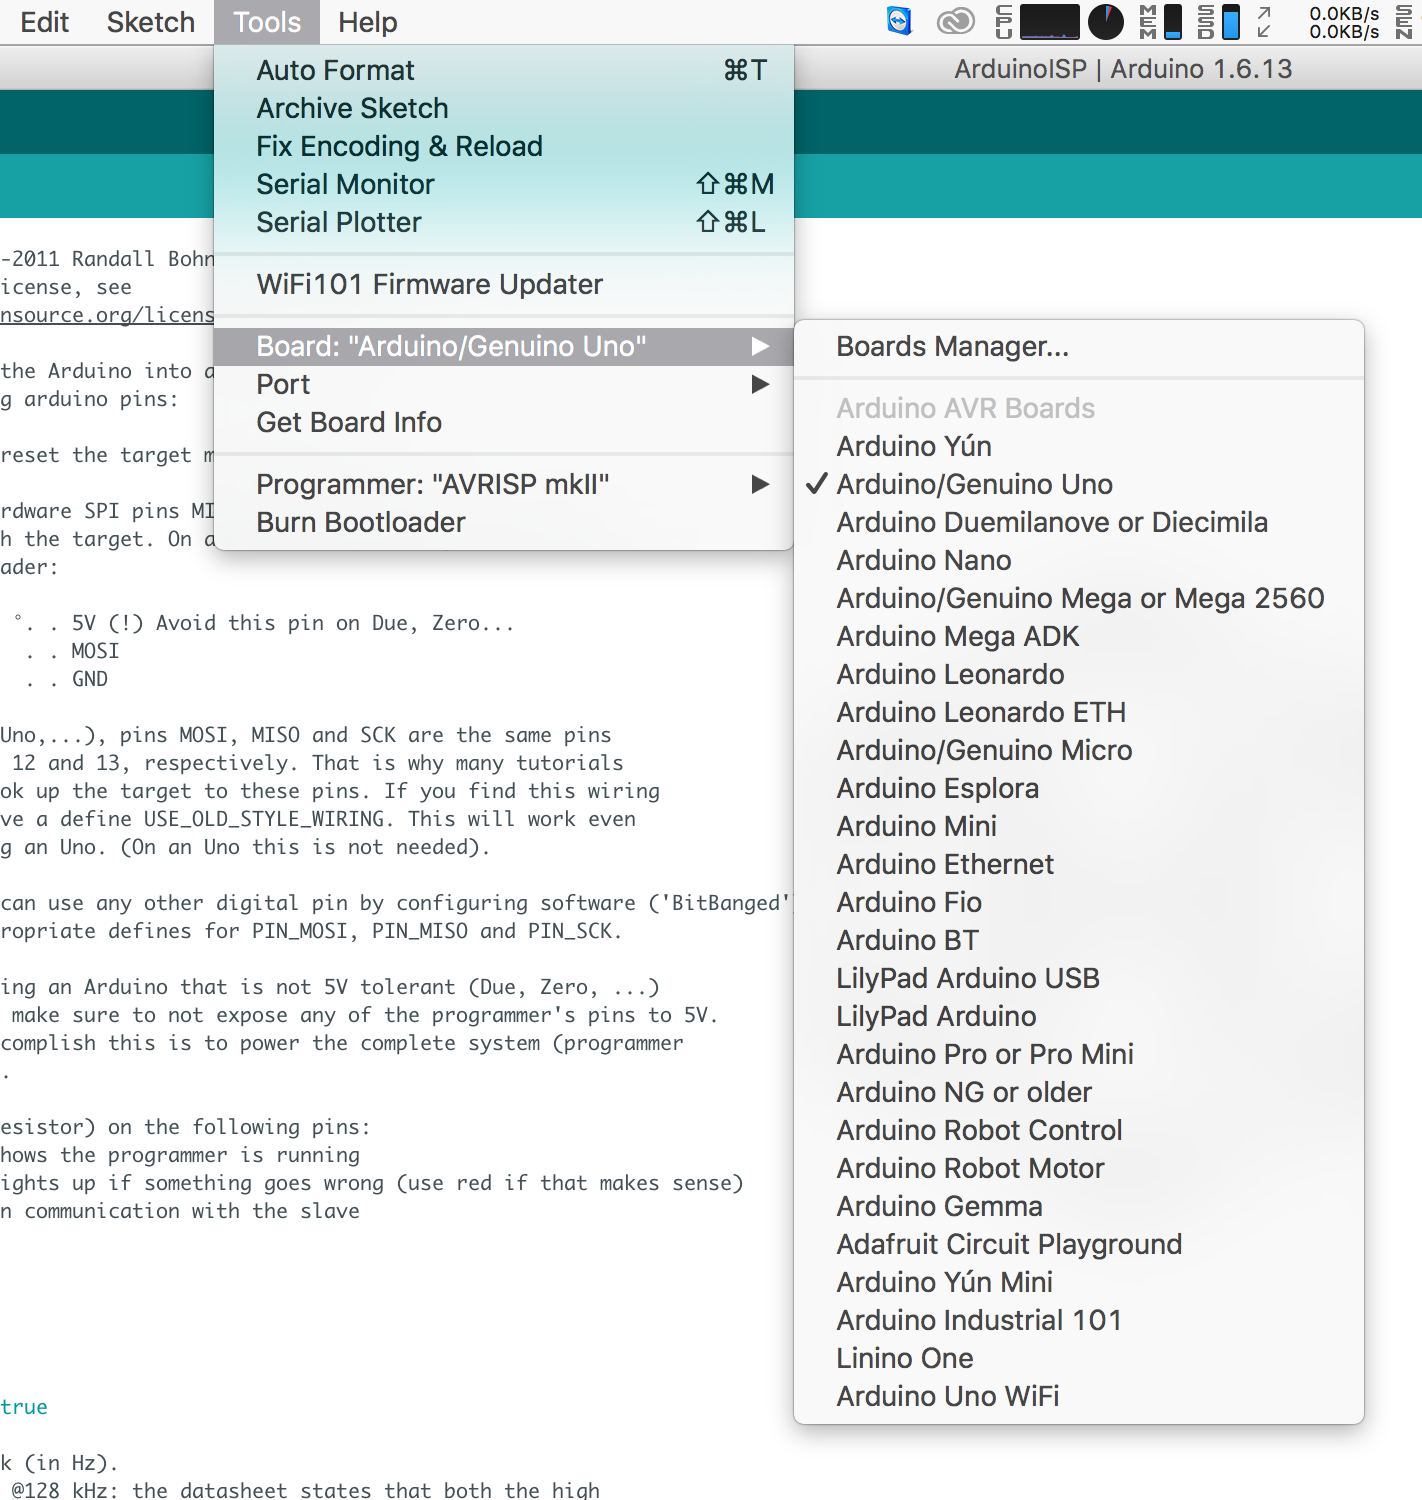 Edit Sketch Tools Help CPU MEM SSD 0.0KB/s SEN
0.0KB/s
ArduinoISP | Arduino 1.6.13
Auto Format ⌘T
Archive Sketch
Fix Encoding & Reload
Serial Monitor ⇧⌘M
Serial Plotter ⇧⌘L
WiFi101 Firmware Updater
Board: "Arduino/Genuino Uno" ▶
Port ▶
Get Board Info
Programmer: "AVRISP mkII" ▶
Burn Bootloader
Boards Manager...
Arduino AVR Boards
Arduino Yún
✓ Arduino/Genuino Uno
Arduino Duemilanove or Diecimila
Arduino Nano
Arduino/Genuino Mega or Mega 2560
Arduino Mega ADK
Arduino Leonardo
Arduino Leonardo ETH
Arduino/Genuino Micro
Arduino Esplora
Arduino Mini
Arduino Ethernet
Arduino Fio
Arduino BT
LilyPad Arduino USB
LilyPad Arduino
Arduino Pro or Pro Mini
Arduino NG or older
Arduino Robot Control
Arduino Robot Motor
Arduino Gemma
Adafruit Circuit Playground
Arduino Yún Mini
Arduino Industrial 101
Linino One
Arduino Uno WiFi
-2011 Randall Bohn
icense, see
nsource.org/licens
the Arduino into a
g arduino pins:
reset the target m
rdware SPI pins MI
h the target. On a
ader:
°. . 5V (!) Avoid this pin on Due, Zero...
. . MOSI
. . GND
Uno,...), pins MOSI, MISO and SCK are the same pins
12 and 13, respectively. That is why many tutorials
ok up the target to these pins. If you find this wiring
ve a define USE_OLD_STYLE_WIRING. This will work even
g an Uno. (On an Uno this is not needed).
can use any other digital pin by configuring software ('BitBanged')
ropriate defines for PIN_MOSI, PIN_MISO and PIN_SCK.
ing an Arduino that is not 5V tolerant (Due, Zero, ...)
make sure to not expose any of the programmer's pins to 5V.
complish this is to power the complete system (programmer
.
esistor) on the following pins:
hows the programmer is running
ights up if something goes wrong (use red if that makes sense)
n communication with the slave
true
k (in Hz).
@128 kHz: the datasheet states that both the high